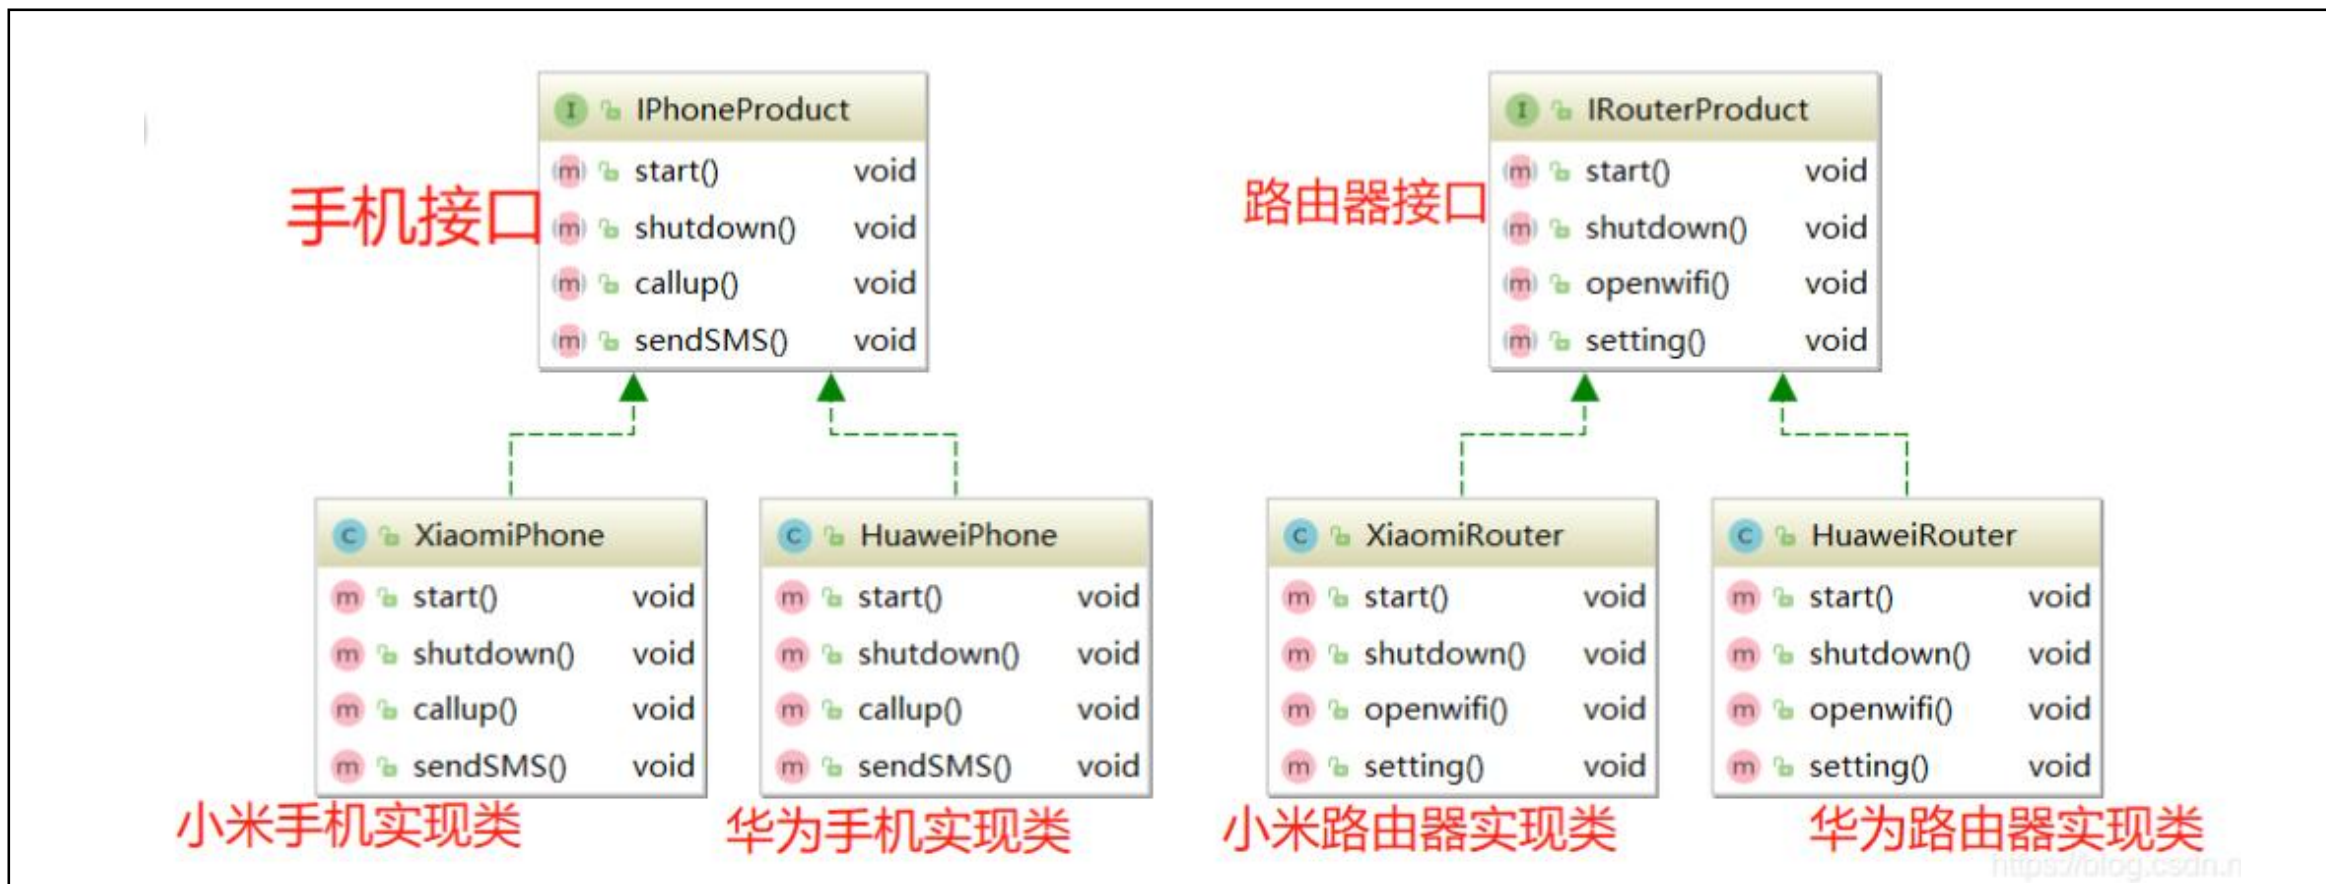 IPhoneProduct
start() void
shutdown() void
callup() void
sendSMS() void
手机接口
IRouterProduct
start() void
shutdown() void
openwifi() void
setting() void
路由器接口
XiaomiPhone
start() void
shutdown() void
callup() void
sendSMS() void
小米手机实现类
HuaweiPhone
start() void
shutdown() void
callup() void
sendSMS() void
华为手机实现类
XiaomiRouter
start() void
shutdown() void
openwifi() void
setting() void
小米路由器实现类
HuaweiRouter
start() void
shutdown() void
openwifi() void
setting() void
华为路由器实现类
https://blog.csdn.n